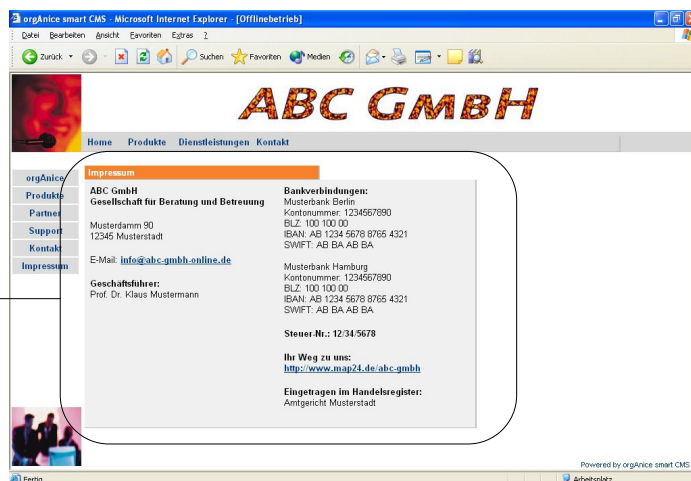 orgAnice smart CMS - Microsoft Internet Explorer - [Offlinebetrieb]
Datei Bearbeiten Ansicht Favoriten Extras ?
Zurück Suchen Favoriten Medien
ABC GMBH
Home Produkte Dienstleistungen Kontakt
orgAnice
Produkte
Partner
Support
Kontakt
Impressum
Impressum
ABC GmbH
Gesellschaft für Beratung und Betreuung
Musterdamm 90
12345 Musterstadt
E-Mail: info@abc-gmbh-online.de
Geschäftsführer:
Prof. Dr. Klaus Mustermann
Bankverbindungen:
Musterbank Berlin
Kontonummer: 1234567890
BLZ: 100 100 00
IBAN: AB 1234 5678 8765 4321
SWIFT: AB BA AB BA
Musterbank Hamburg
Kontonummer: 1234567890
BLZ: 100 100 00
IBAN: AB 1234 5678 8765 4321
SWIFT: AB BA AB BA
Steuer-Nr.: 12/34/5678
Ihr Weg zu uns:
http://www.map24.de/abc-gmbh
Eingetragen im Handelsregister:
Amtgericht Musterstadt
Powered by orgAnice smart CMS
Fertig Arbeitsplatz